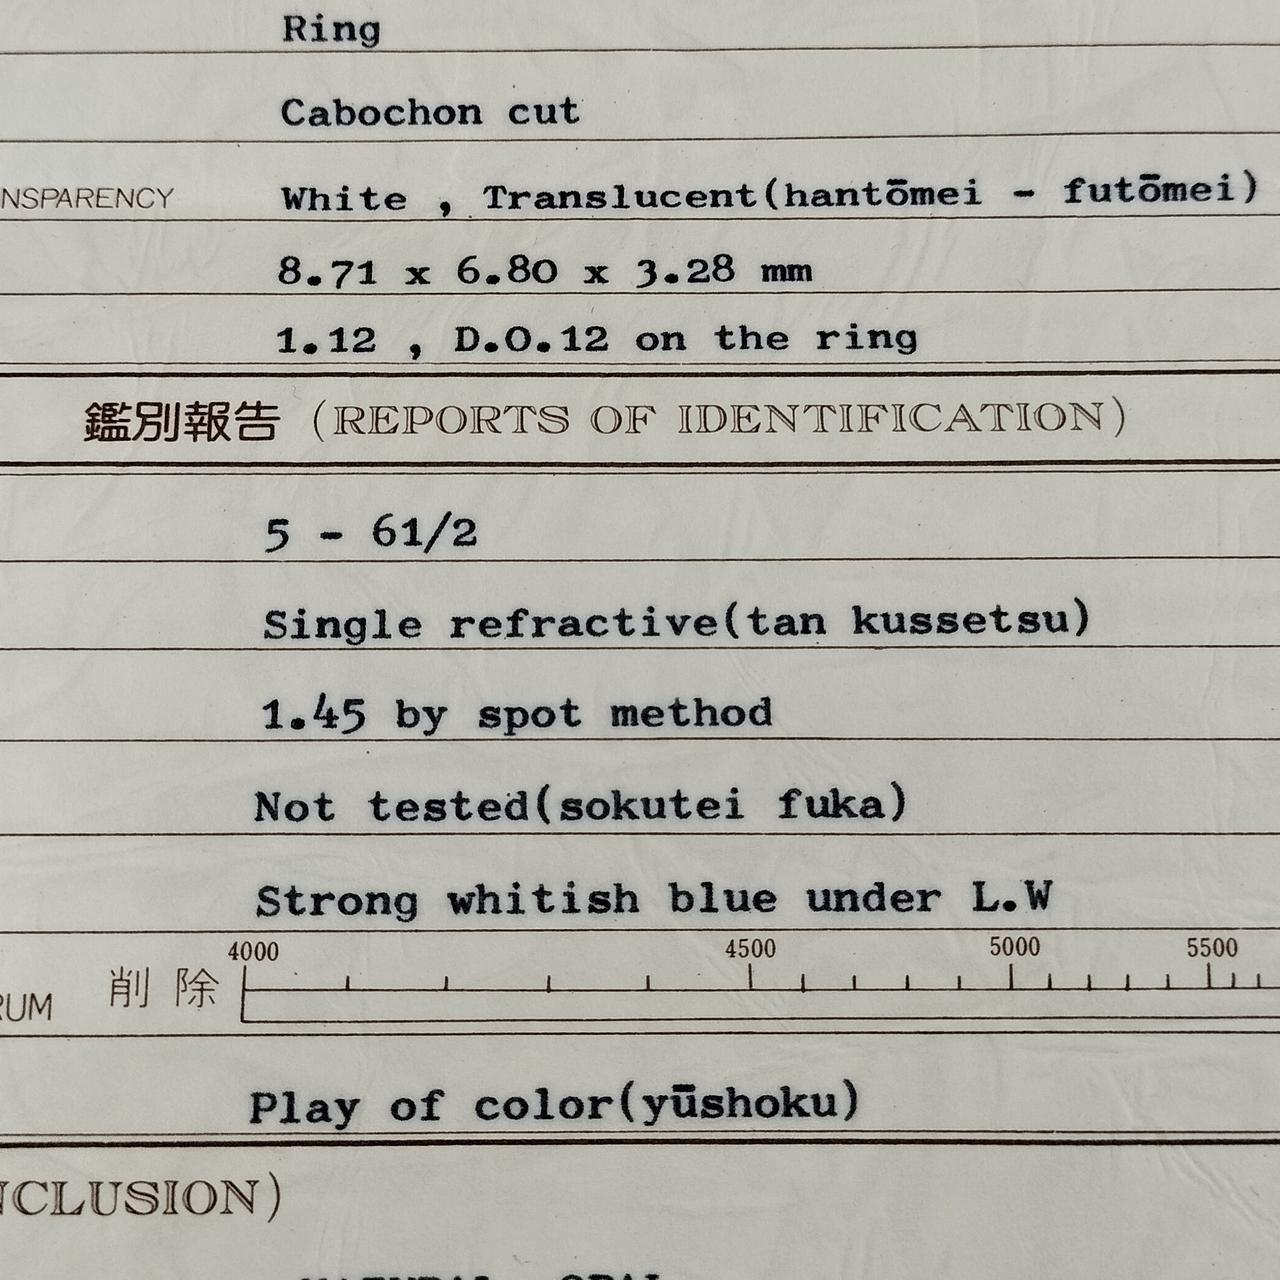 Ring
Cabochon cut
NSPARENCY White , Translucent(hantōmei - futōmei)
8.71 x 6.80 x 3.28 mm
1.12 , D.0.12 on the ring
鑑別報告 (REPORTS OF IDENTIFICATION)
5 - 61/2
Single refractive(tan kussetsu)
1.45 by spot method
Not tested(sokutei fuka)
Strong whitish blue under L.W
4000 4500 5000 5500
RUM 削除
Play of color(yūshoku)
NCLUSION)
NATURAL OPAL